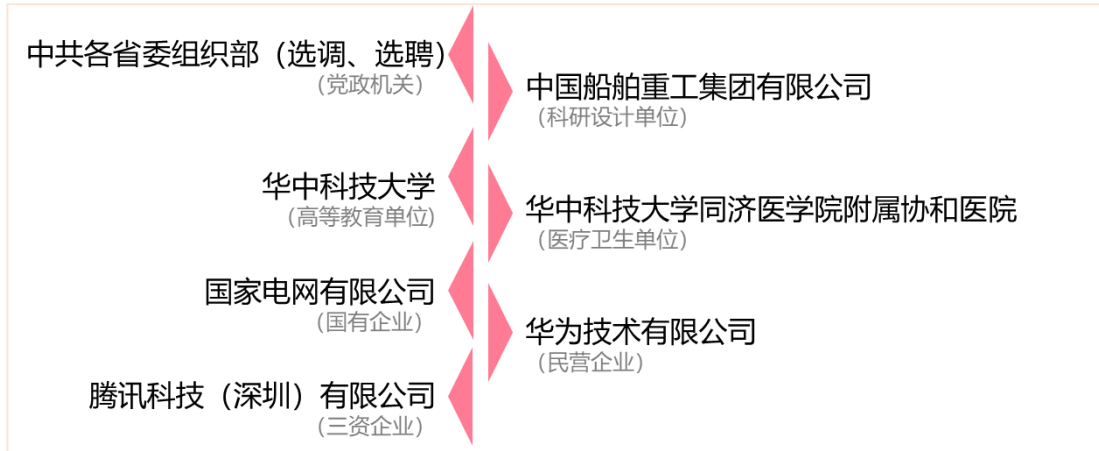 中共各省委组织部（选调、选聘）
（党政机关）
中国船舶重工集团有限公司
（科研设计单位）
华中科技大学
（高等教育单位）
华中科技大学同济医学院附属协和医院
（医疗卫生单位）
国家电网有限公司
（国有企业）
华为技术有限公司
（民营企业）
腾讯科技（深圳）有限公司
（三资企业）